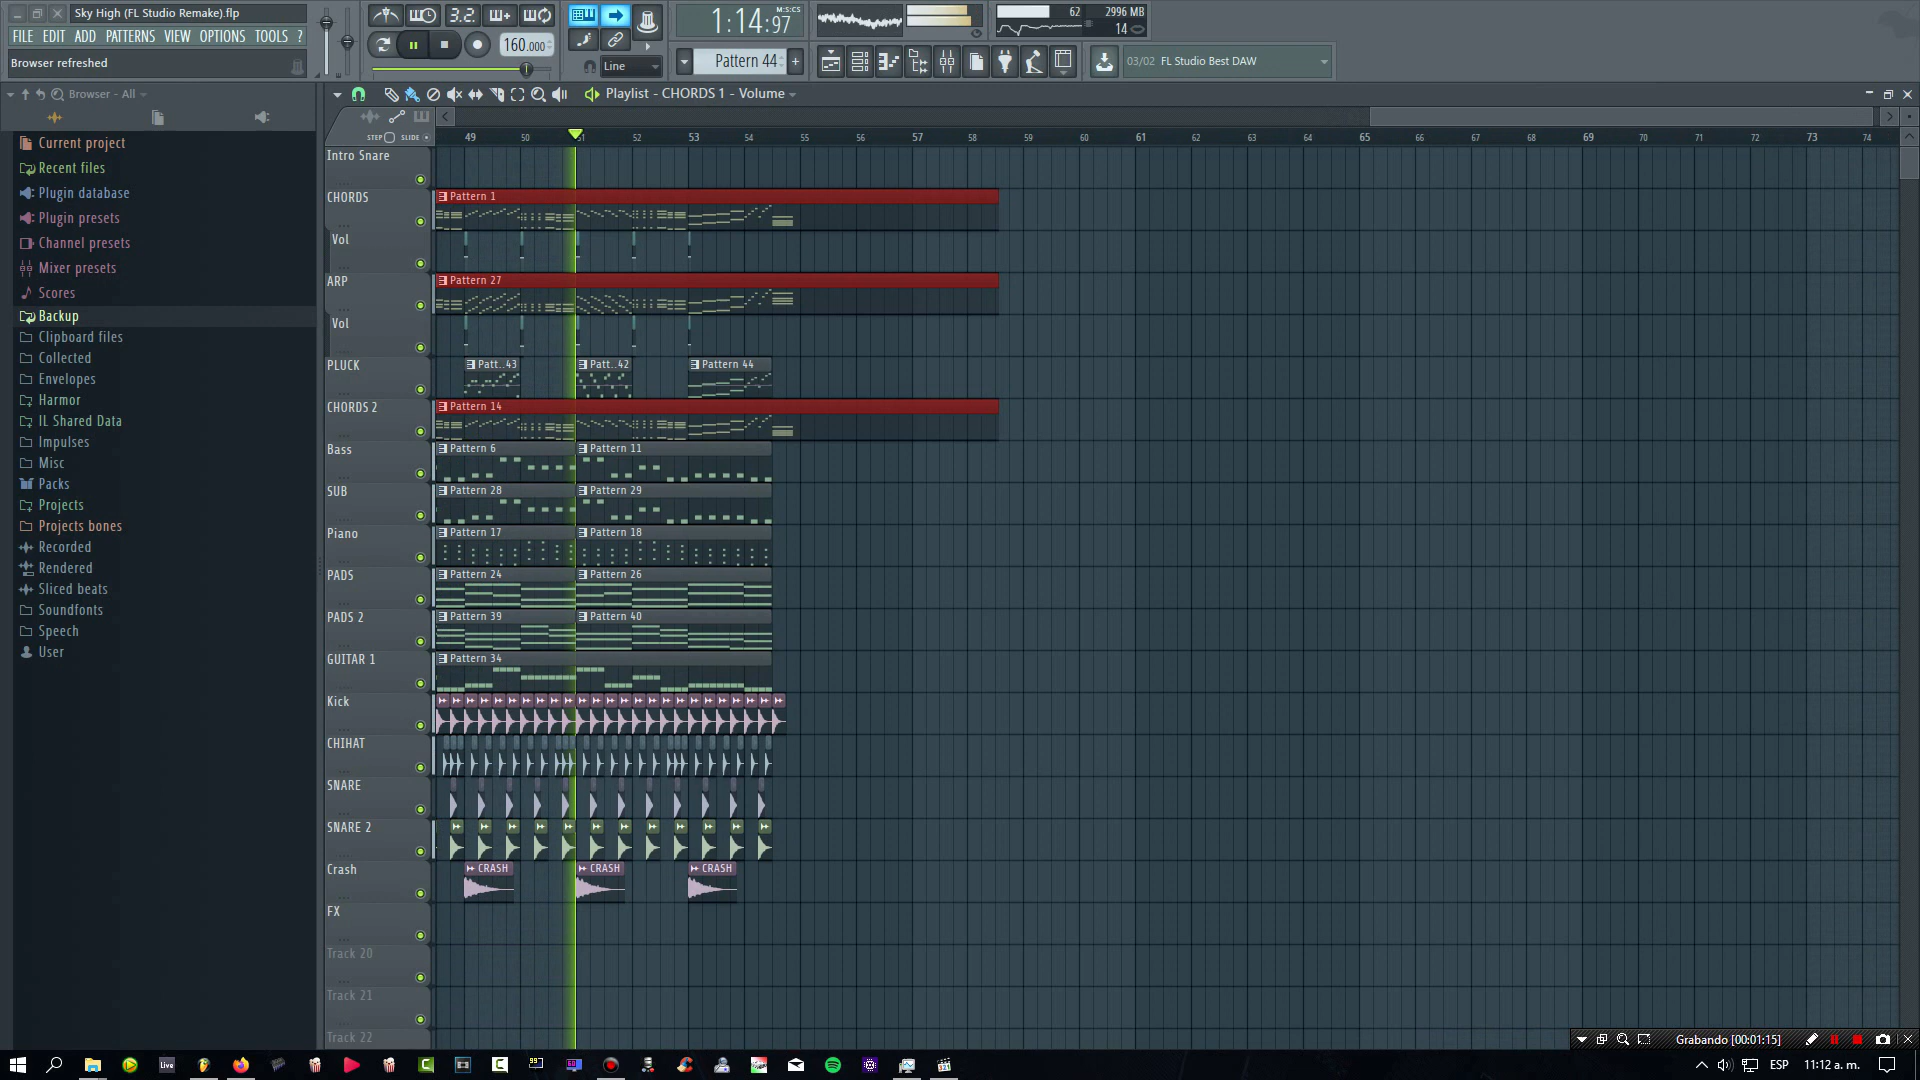 Sky High (FL Studio Remake).flp
FILE EDIT ADD PATTERNS VIEW OPTIONS TOOLS ?
Browser refreshed
3.2.
160.000
Line
1:14:97
M:S:CS
Pattern 44
62
2996 MB
14
03/02 FL Studio Best DAW
Browser - All
Playlist - CHORDS 1 - Volume
STEP SLIDE
49 50 51 52 53 54 55 56 57 58 59 60 61 62 63 64 65 66 67 68 69 70 71 72 73 74
Current project
Recent files
Plugin database
Plugin presets
Channel presets
Mixer presets
Scores
Backup
Clipboard files
Collected
Envelopes
Harmor
IL Shared Data
Impulses
Misc
Packs
Projects
Projects bones
Recorded
Rendered
Sliced beats
Soundfonts
Speech
User
Intro Snare
CHORDS
Pattern 1
Vol
ARP
Pattern 27
Vol
PLUCK
Patt..43
Patt..42
Pattern 44
CHORDS 2
Pattern 14
Bass
Pattern 6
Pattern 11
SUB
Pattern 28
Pattern 29
Piano
Pattern 17
Pattern 18
PADS
Pattern 24
Pattern 26
PADS 2
Pattern 39
Pattern 40
GUITAR 1
Pattern 34
Kick
CHIHAT
SNARE
SNARE 2
Crash
CRASH
CRASH
CRASH
FX
Track 20
Track 21
Track 22
Grabando [00:01:15]
live
ESP
11:12 a. m.